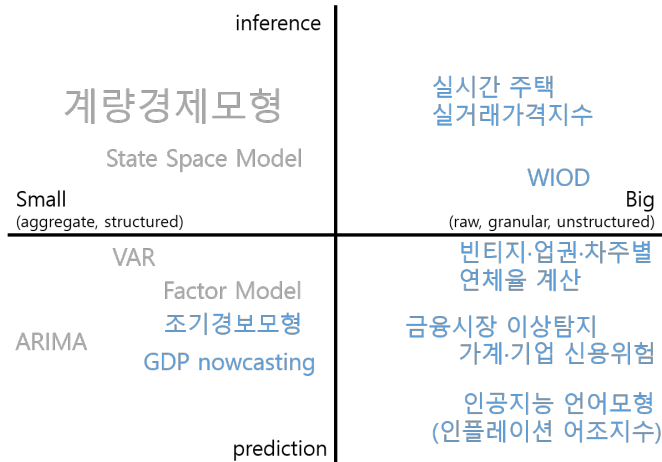 inference
계량경제모형
State Space Model
실시간 주택
실거래가격지수
WIOD
Small
(aggregate, structured)
Big
(raw, granular, unstructured)
VAR
Factor Model
조기경보모형
ARIMA
GDP nowcasting
빈티지·업권·차주별
연체율 계산
금융시장 이상탐지
가계·기업 신용위험
인공지능 언어모형
(인플레이션 어조지수)
prediction